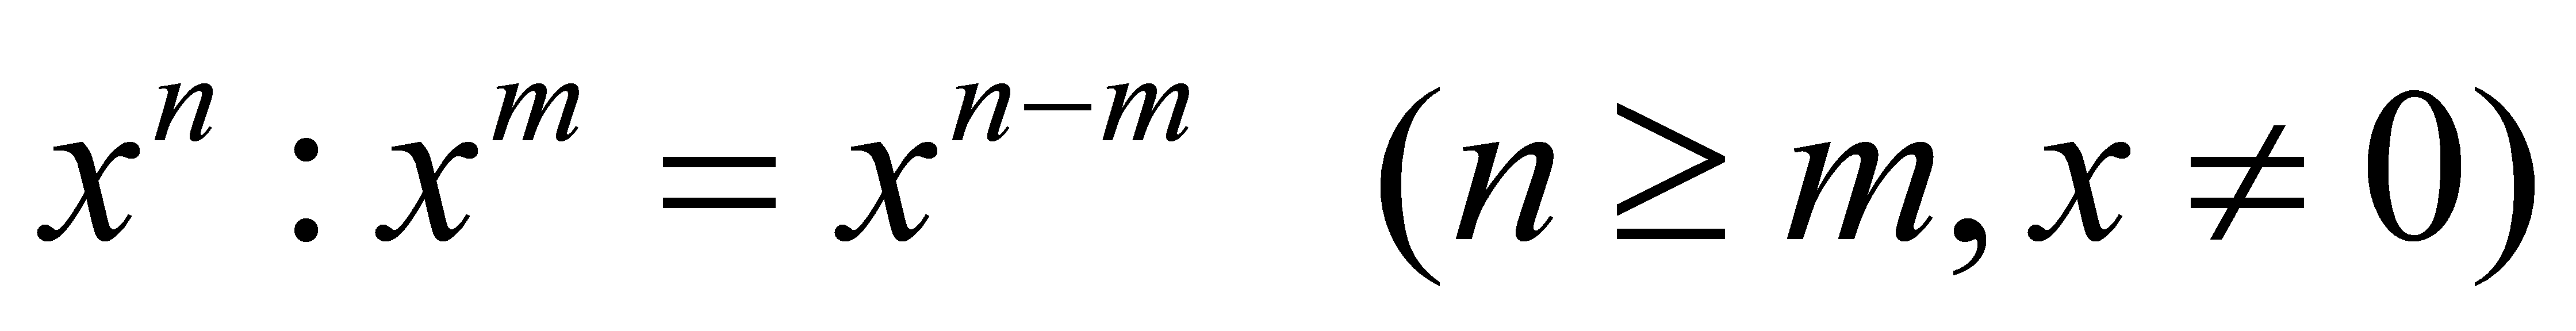 xⁿ : xᵐ = xⁿ⁻ᵐ (n ≥ m, x ≠ 0)